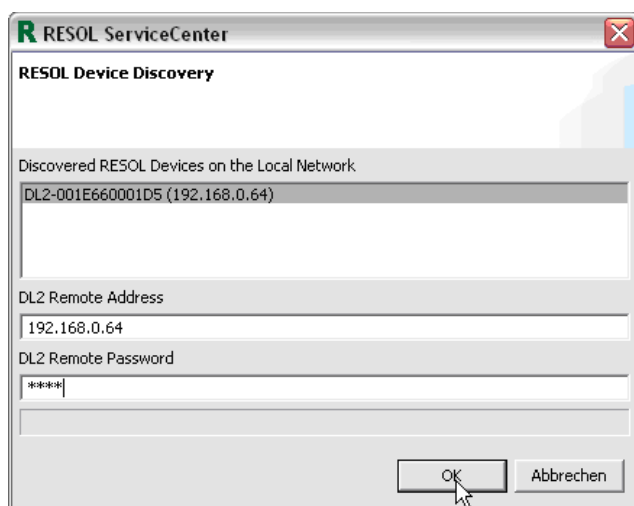 RESOL ServiceCenter
RESOL Device Discovery
Discovered RESOL Devices on the Local Network
DL2-001E660001D5 (192.168.0.64)
DL2 Remote Address
192.168.0.64
DL2 Remote Password
****
OK Abbrechen